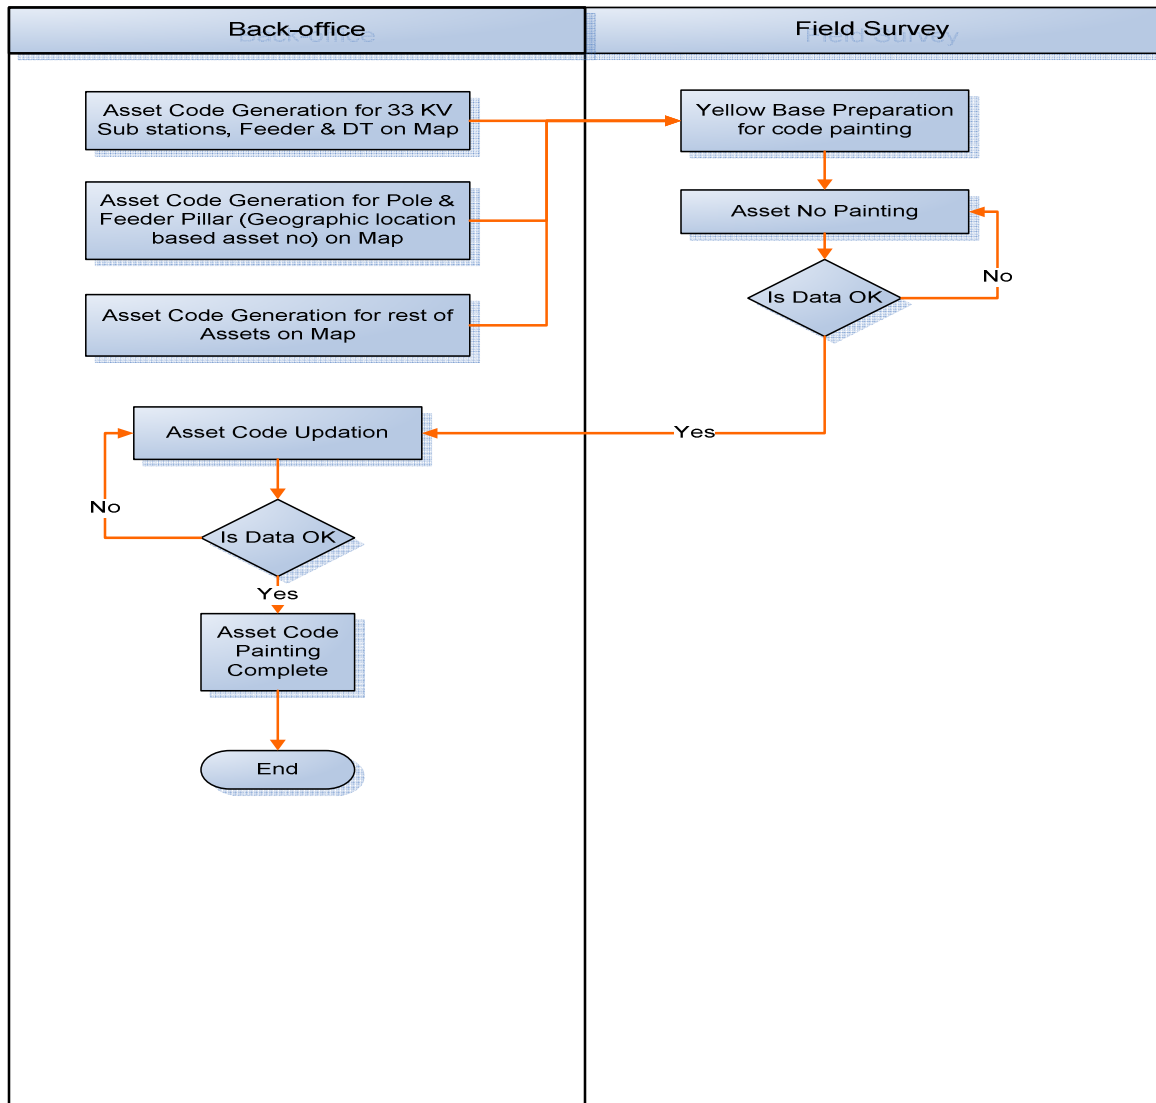 Back-office
Field Survey
Asset Code Generation for 33 KV
Sub stations, Feeder & DT on Map
Yellow Base Preparation
for code painting
Asset Code Generation for Pole &
Feeder Pillar (Geographic location
based asset no) on Map
Asset No Painting
No
Is Data OK
Asset Code Generation for rest of
Assets on Map
Yes
Asset Code Updation
No
Is Data OK
Yes
Asset Code
Painting
Complete
End